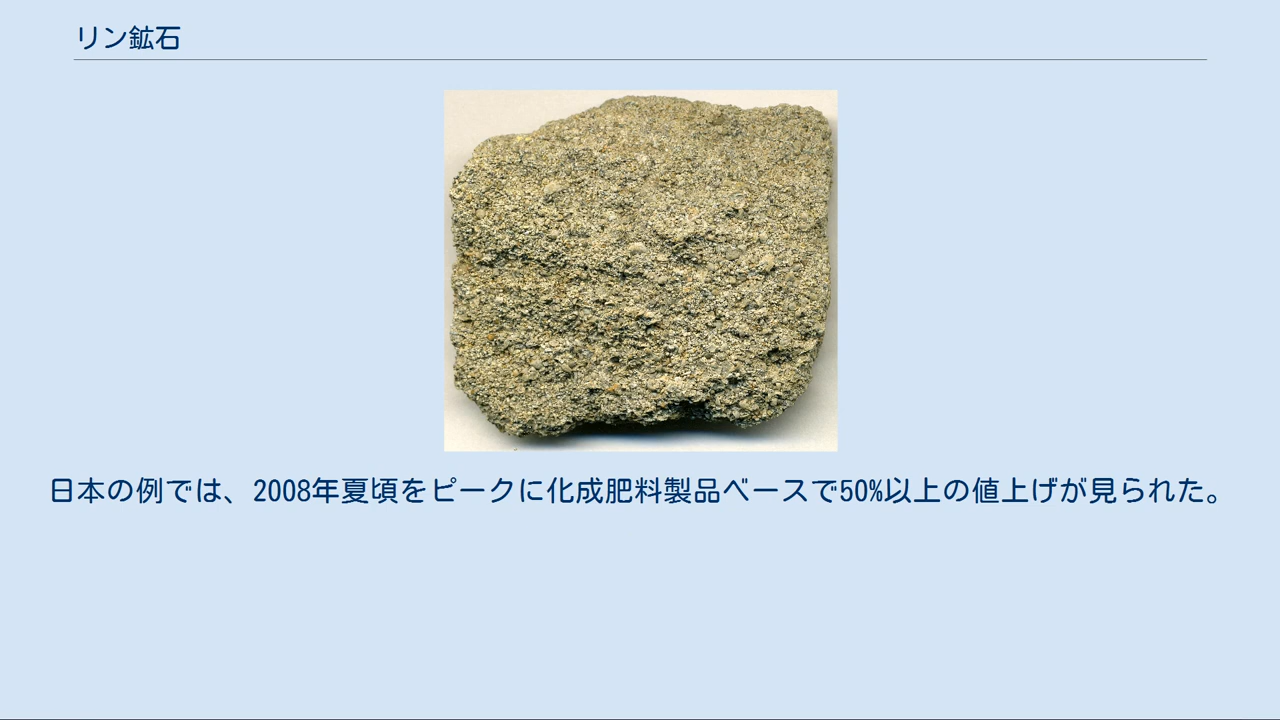 リン鉱石
日本の例では、2008年夏頃をピークに化成肥料製品ベースで50%以上の値上げが見られた。